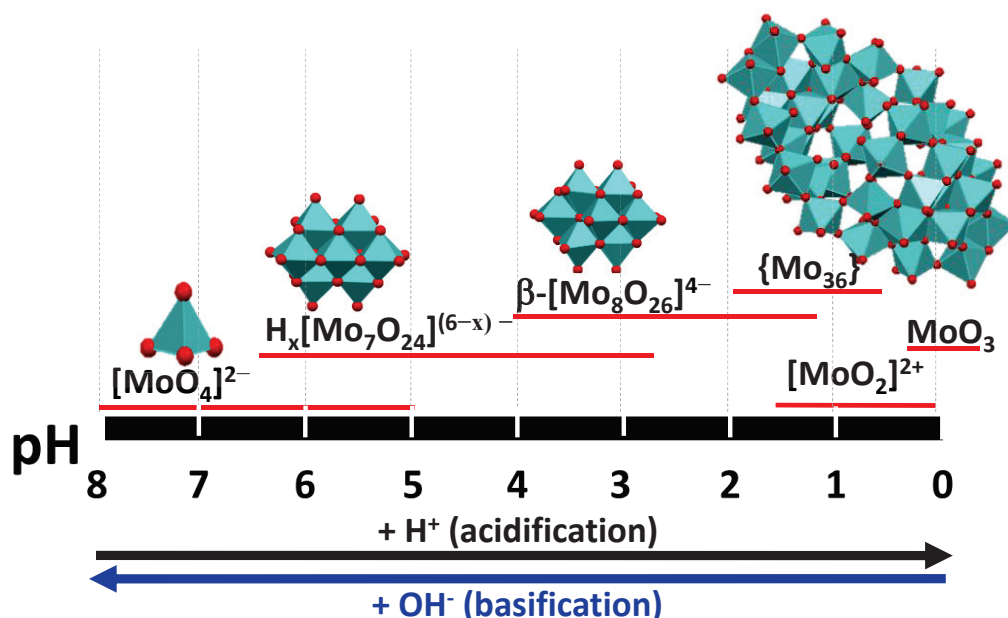 {Mo₃₆}
β-[Mo₈O₂₆]⁴⁻
Hₓ[Mo₇O₂₄]⁽⁶⁻ˣ⁾⁻
MoO₃
[MoO₄]²⁻
[MoO₂]²⁺
pH
8 7 6 5 4 3 2 1 0
+ H⁺ (acidification)
+ OH⁻ (basification)